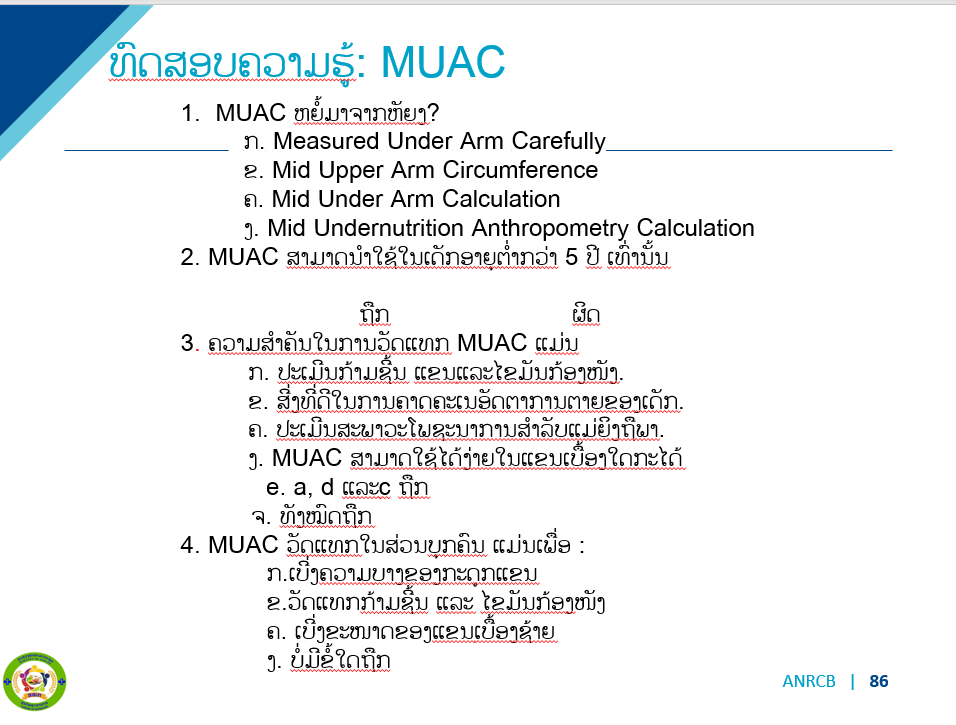 ທົດສອບຄວາມຮູ້: MUAC
1. MUAC ຫຍໍ້ມາຈາກຫັຍງ?
ກ. Measured Under Arm Carefully
ຂ. Mid Upper Arm Circumference
ຄ. Mid Under Arm Calculation
ງ. Mid Undernutrition Anthropometry Calculation
2. MUAC ສາມາດນຳໃຊ້ໃນເດັກອາຍຸຕ່ຳກວ່າ 5 ປີ ເທົ່ານັ້ນ
ຖືກ ຜິດ
3. ຄວາມສຳຄັນໃນການວັດແທກ MUAC ແມ່ນ
ກ. ປະເມີນກ້າມຊີ້ນ ແຂນແລະໄຂມັນກ້ອງໜັງ.
ຂ. ສິ່ງທີ່ດີໃນການຄາດຄະເນອັດຕາການຕາຍຂອງເດັກ.
ຄ. ປະເມີນສະພາວະໂພຊະນາການສຳລັບແມ່ຍິງຖືພາ.
ງ. MUAC ສາມາດໃຊ້ໄດ້ງ່າຍໃນແຂນເບື້ອງໃດກະໄດ້
e. a, d ແລະc ຖືກ
ຈ. ທັງໝົດຖືກ
4. MUAC ວັດແທກໃນສ່ວນບຸກຄົນ ແມ່ນເພື່ອ :
ກ.ເບີ່ງຄວາມບາງຂອງກະດຸກແຂນ
ຂ.ວັດແທກກ້າມຊີ້ນ ແລະ ໄຂມັນກ້ອງໜັງ
ຄ. ເບີ່ງຂະໜາດຂອງແຂນເບື້ອງຊ້າຍ
ງ. ບໍ່ມີຂໍ້ໃດຖືກ
ANRCB | 86